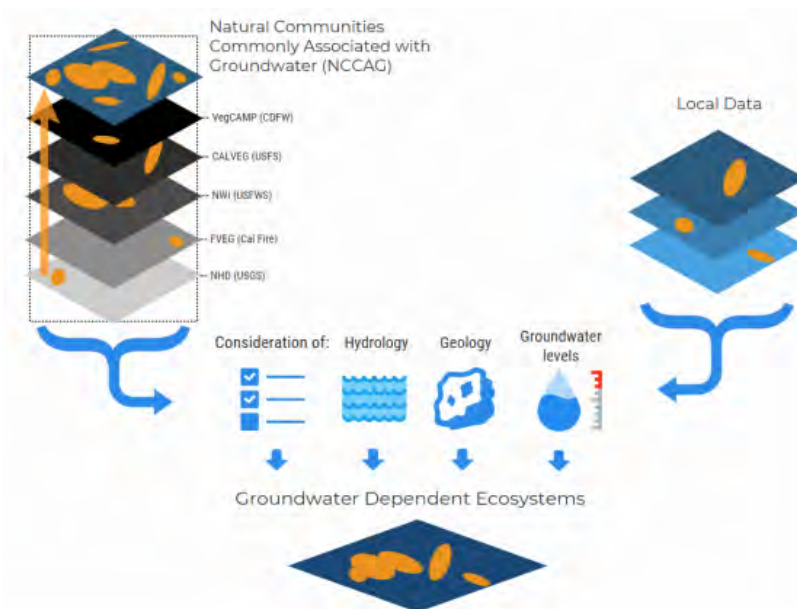 Natural Communities
Commonly Associated with
Groundwater (NCCAG)
VegCAMP (CDFW)
CALVEG (USFS)
NWI (USFWS)
FVEG (Cal Fire)
NHD (USGS)
Local Data
Consideration of:
Hydrology
Geology
Groundwater
levels
Groundwater Dependent Ecosystems